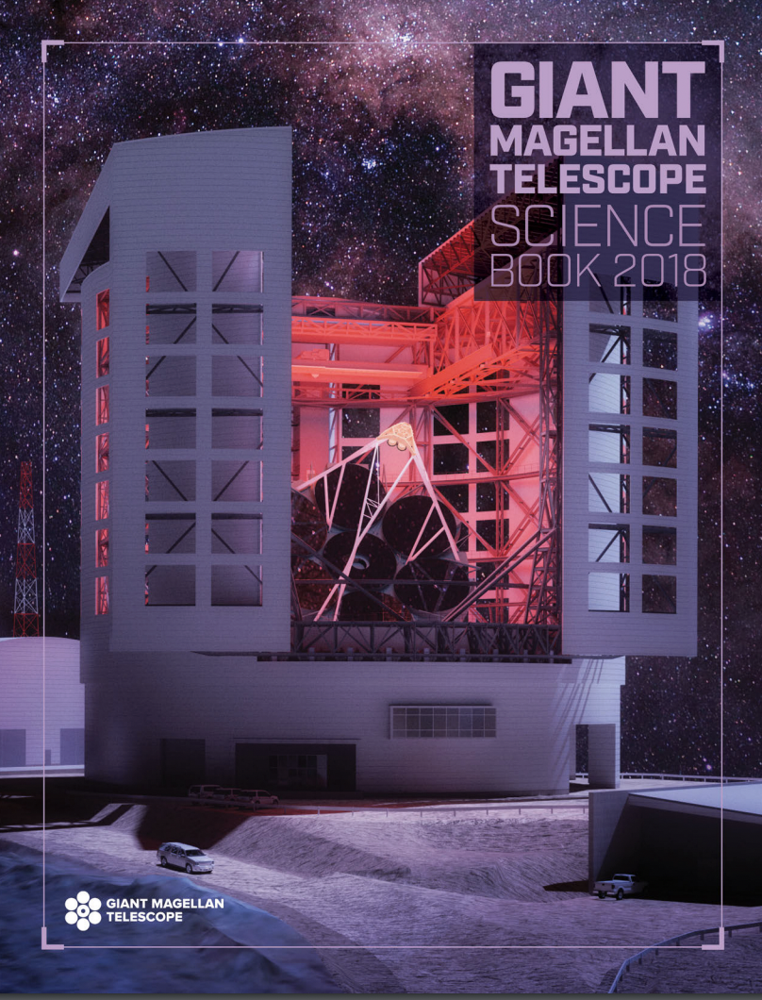 GIANT
MAGELLAN
TELESCOPE
SCIENCE
BOOK 2018
GIANT MAGELLAN
TELESCOPE